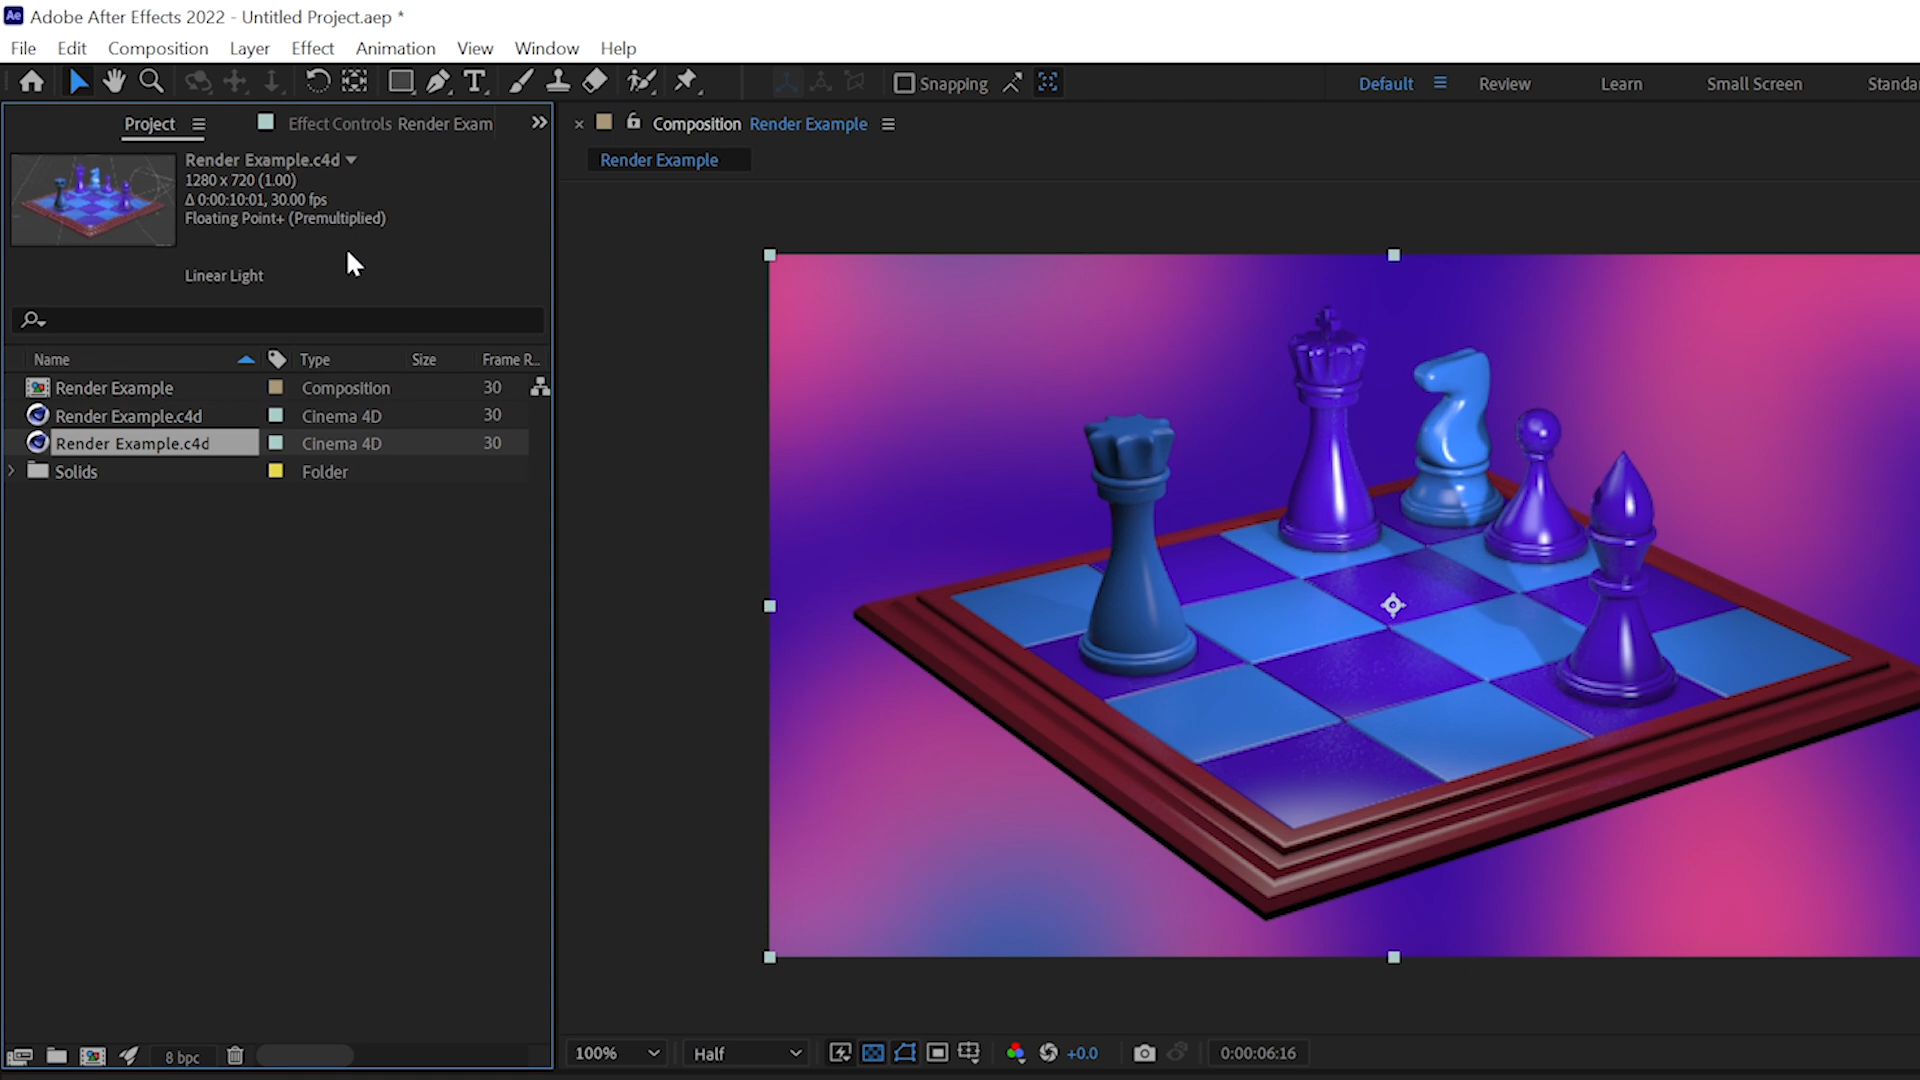 Ae Adobe After Effects 2022 - Untitled Project.aep *
File Edit Composition Layer Effect Animation View Window Help
T Snapping Default Review Learn Small Screen Standar
Project Effect Controls Render Exam
Composition Render Example
Render Example.c4d
Render Example
1280 x 720 (1.00)
Δ 0:00:10:01, 30.00 fps
Floating Point+ (Premultiplied)
Linear Light
Name Type Size Frame R...
Render Example Composition 30
Render Example.c4d Cinema 4D 30
Render Example.c4d Cinema 4D 30
Solids Folder
8 bpc
100% Half +0.0 0:00:06:16